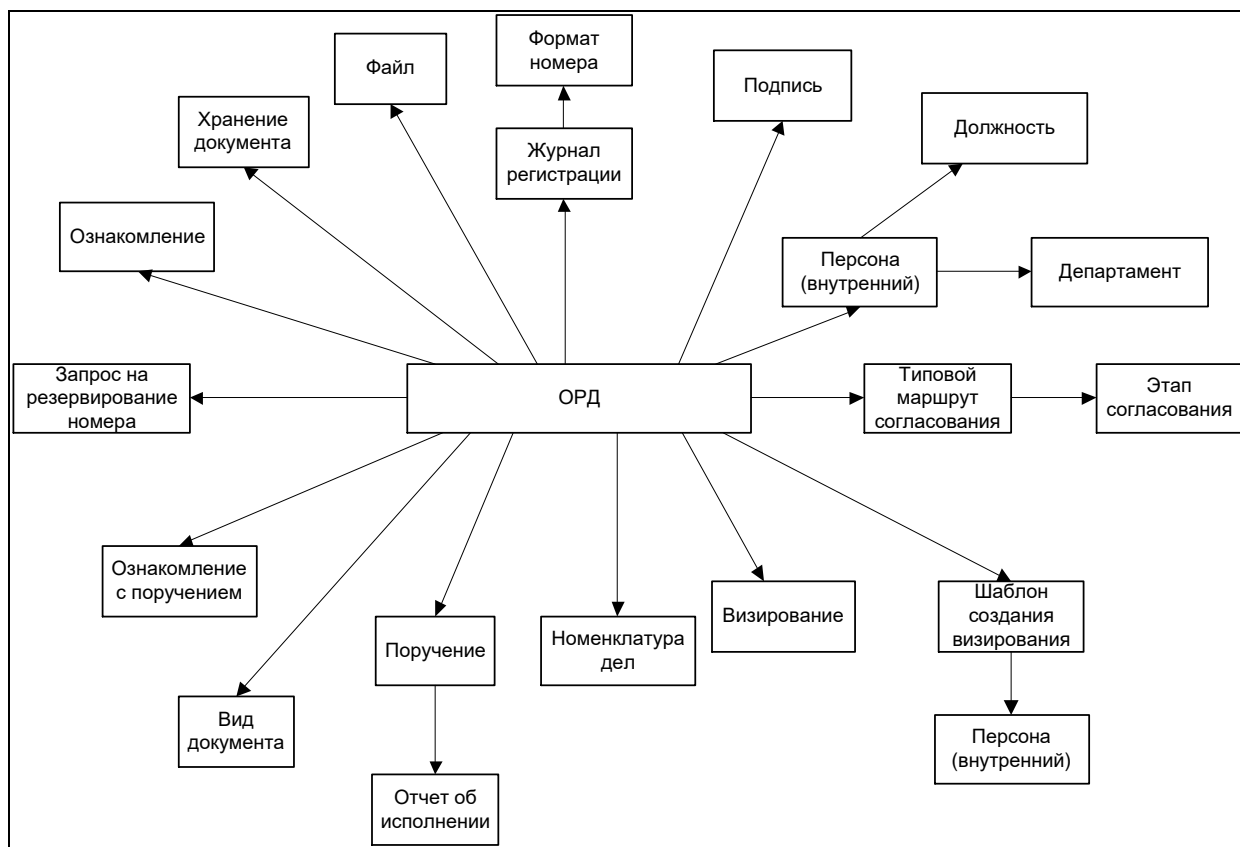 Формат
номера
Файл
Подпись
Хранение
документа
Должность
Журнал
регистрации
Ознакомление
Персона
(внутренний)
Департамент
Запрос на
резервирование
номера
ОРД
Типовой
маршрут
согласования
Этап
согласования
Ознакомление
с поручением
Визирование
Шаблон
создания
визирования
Поручение
Номенклатура
дел
Вид
документа
Персона
(внутренний)
Отчет об
исполнении